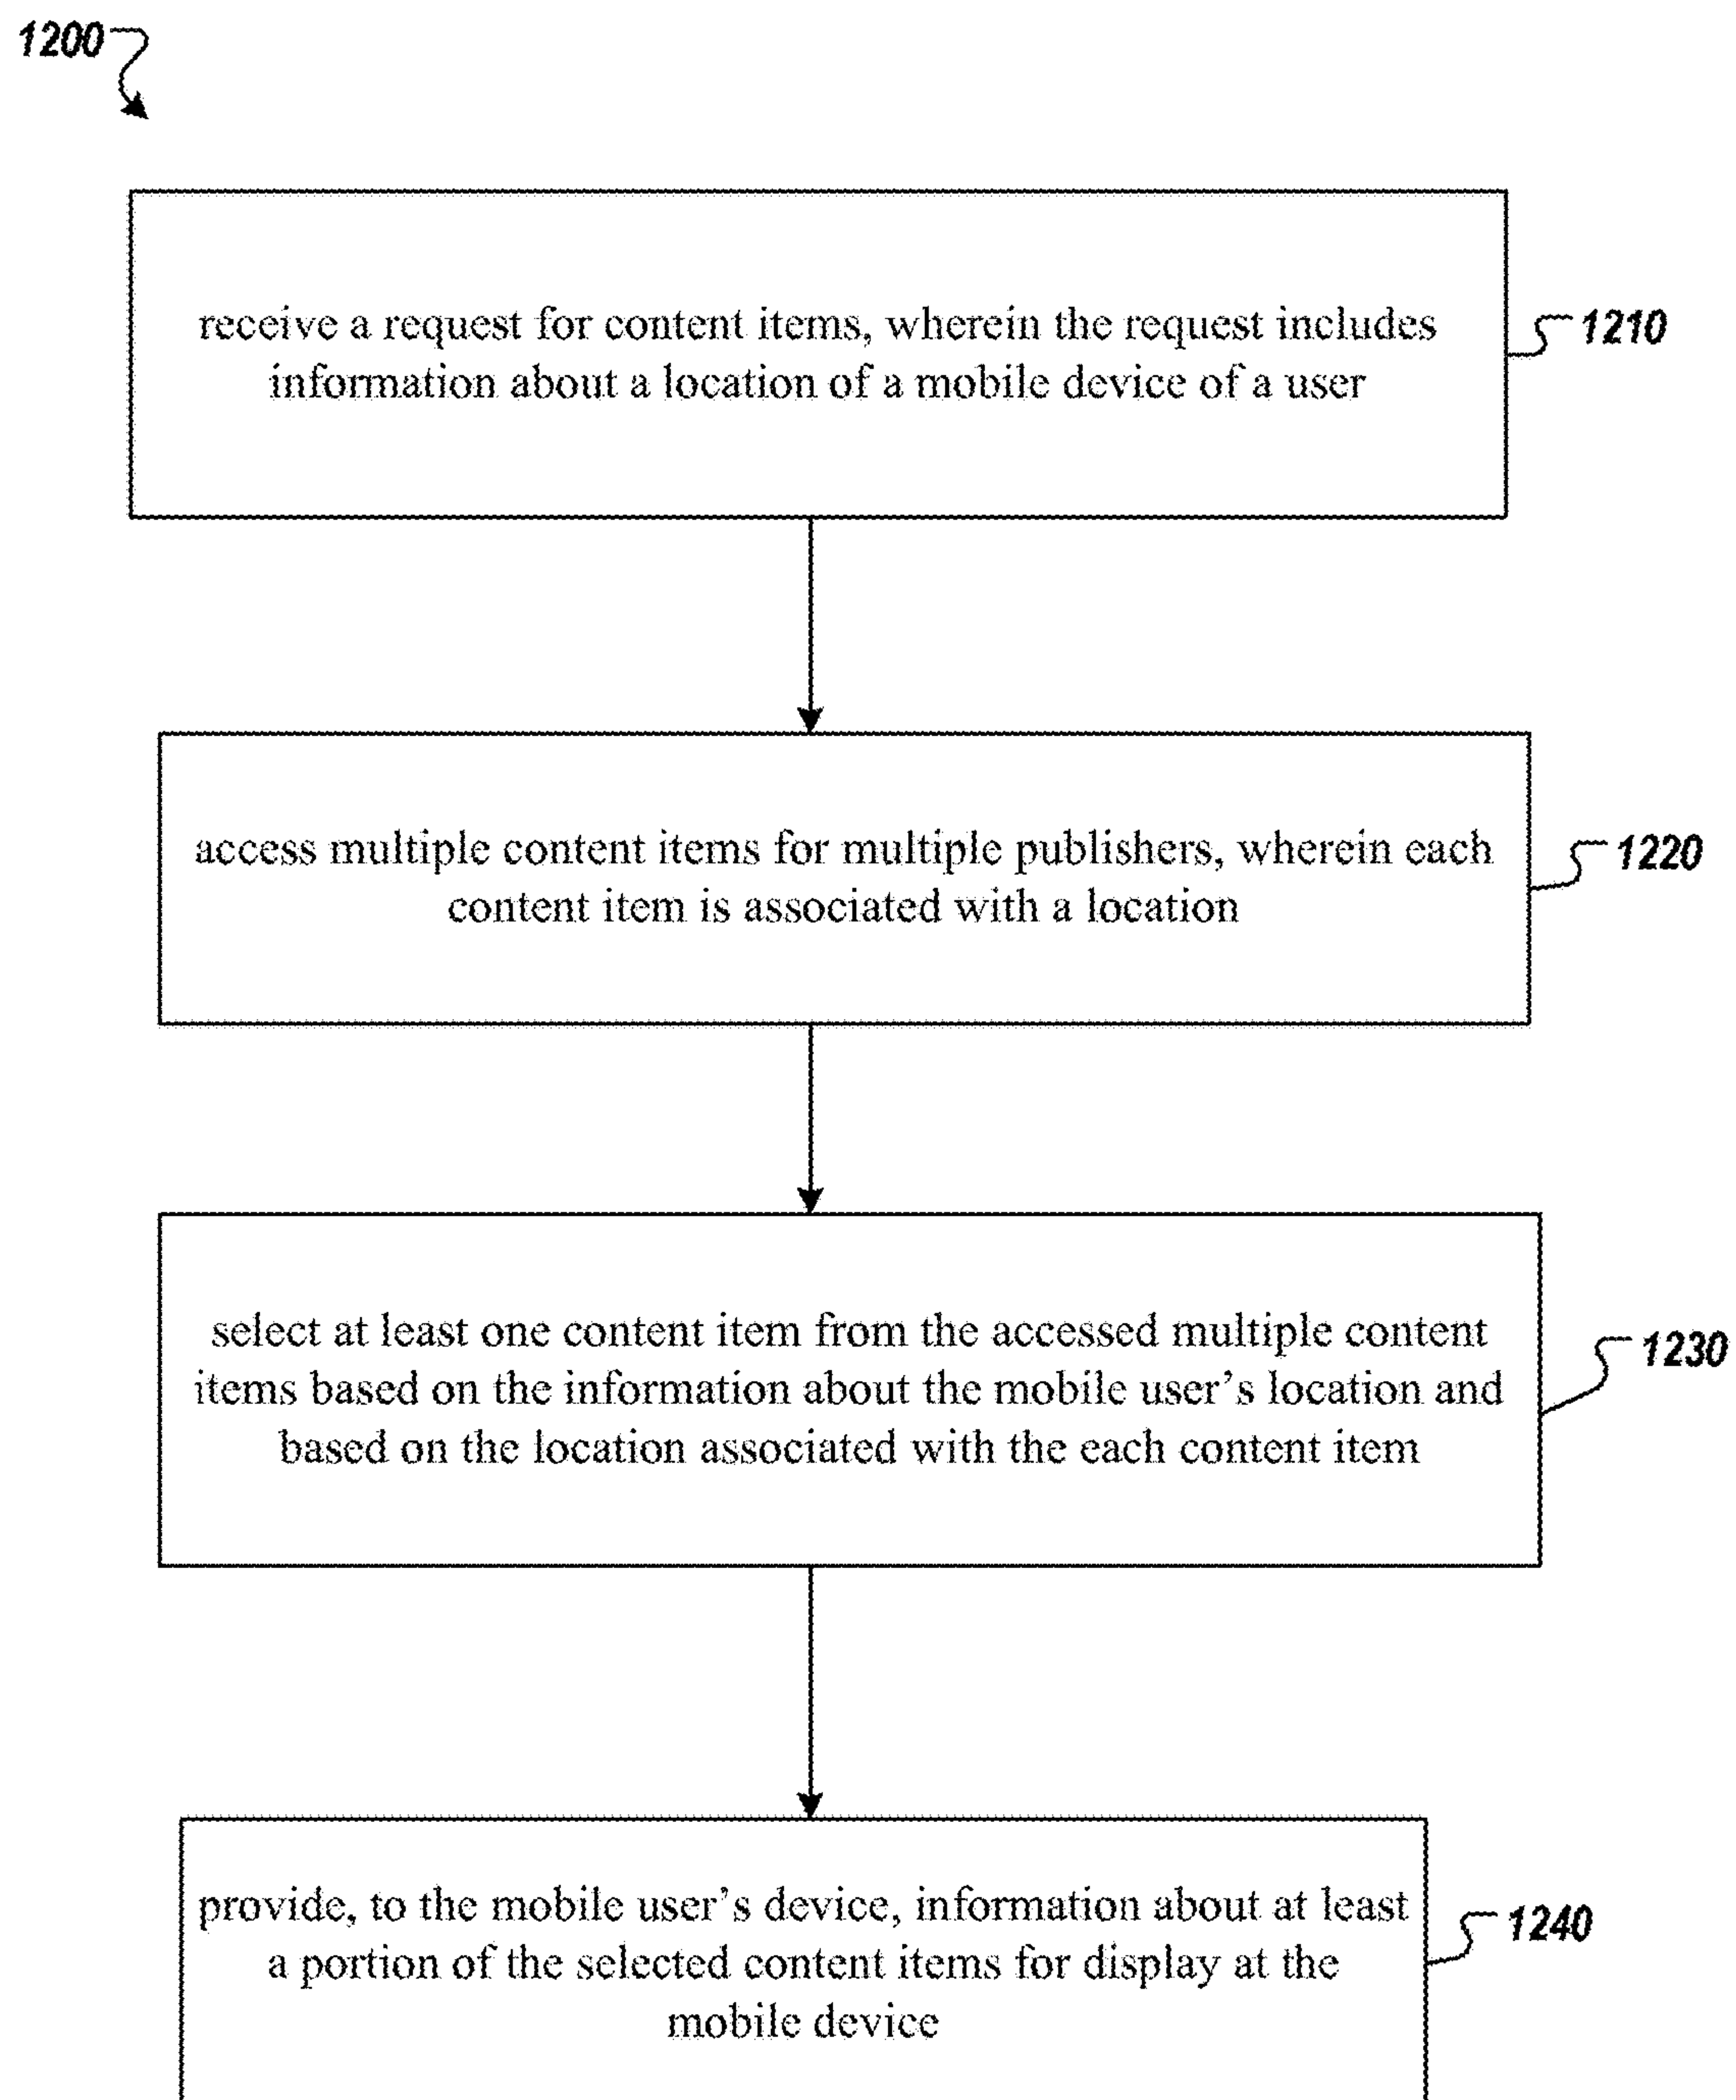 1200
receive a request for content items, wherein the request includes
information about a location of a mobile device of a user
1210
access multiple content items for multiple publishers, wherein each
content item is associated with a location
1220
select at least one content item from the accessed multiple content
items based on the information about the mobile user's location and
based on the location associated with the each content item
1230
provide, to the mobile user's device, information about at least
a portion of the selected content items for display at the
mobile device
1240